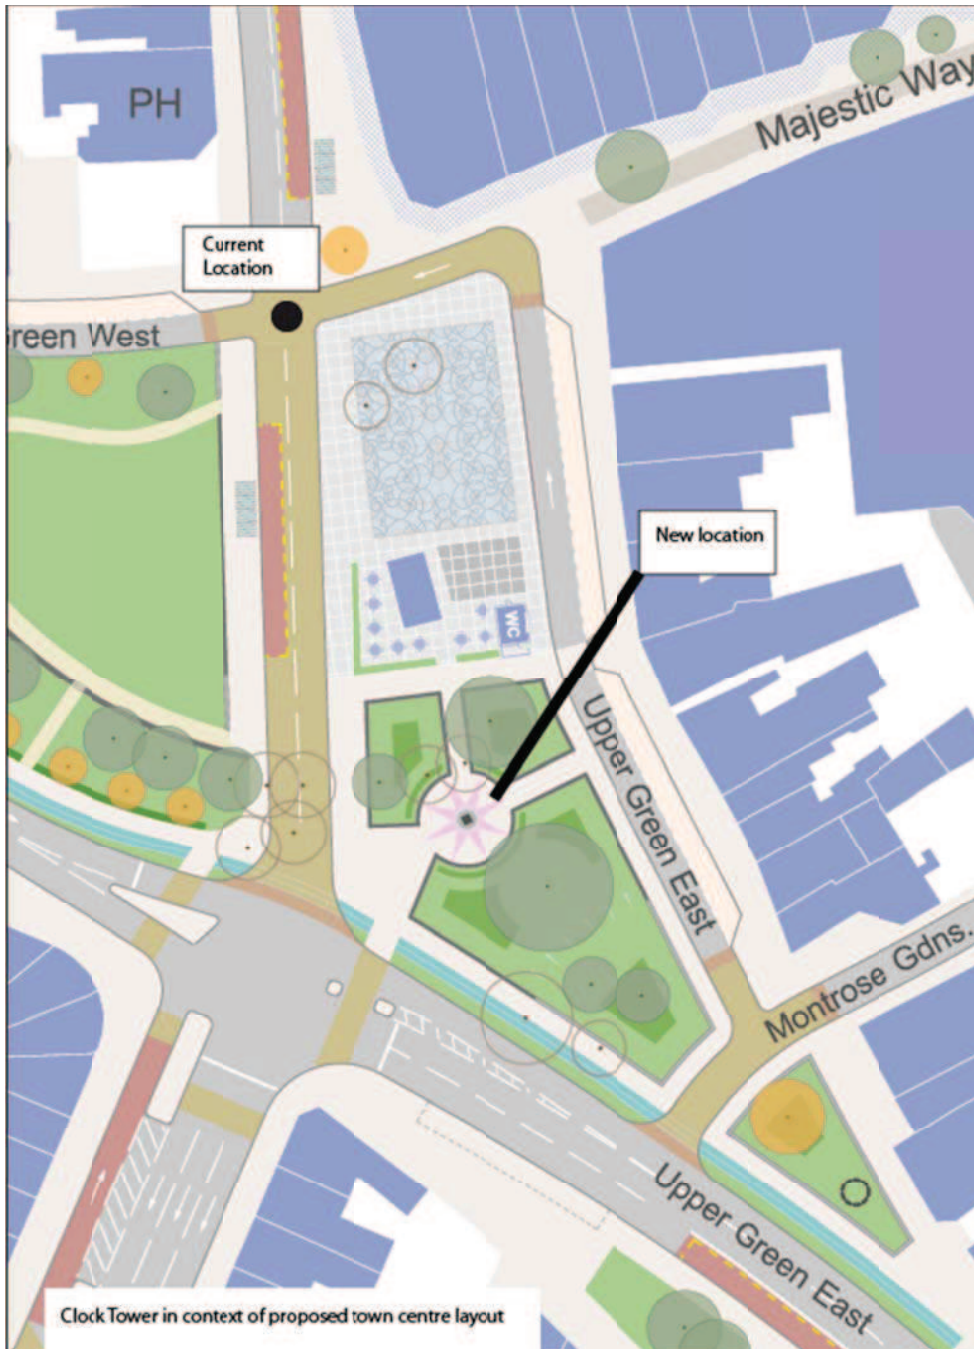 PH
Majestic Way
Current
Location
Green West
New location
WC
Upper Green East
Montrose Gdns.
Upper Green East
Clock Tower in context of proposed town centre layout